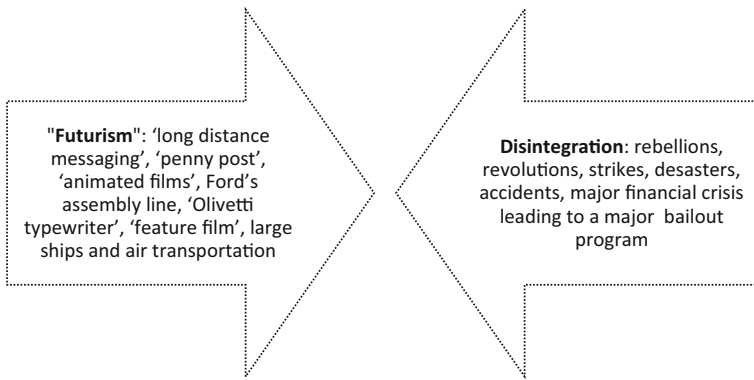 "Futurism": ‘long distance
messaging’, ‘penny post’,
‘animated films’, Ford’s
assembly line, ‘Olivetti
typewriter’, ‘feature film’, large
ships and air transportation
Disintegration: rebellions,
revolutions, strikes, desasters,
accidents, major financial crisis
leading to a major bailout
program